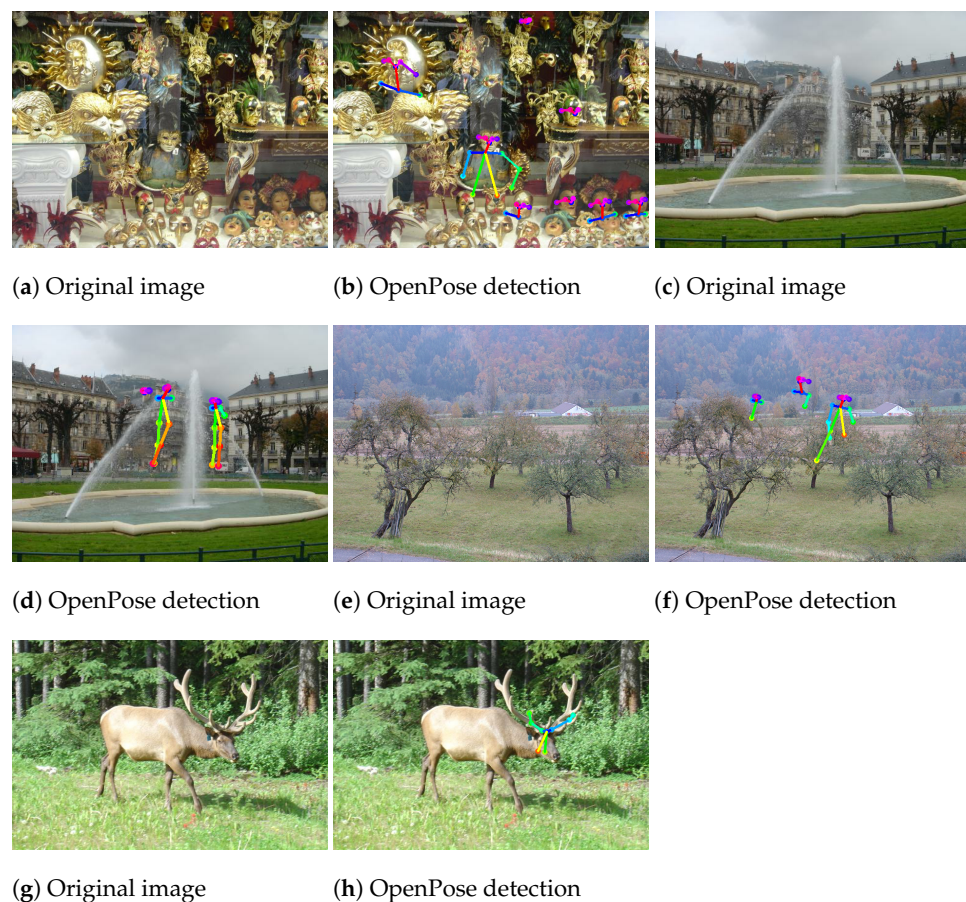 (a) Original image
(b) OpenPose detection
(c) Original image
(d) OpenPose detection
(e) Original image
(f) OpenPose detection
(g) Original image
(h) OpenPose detection